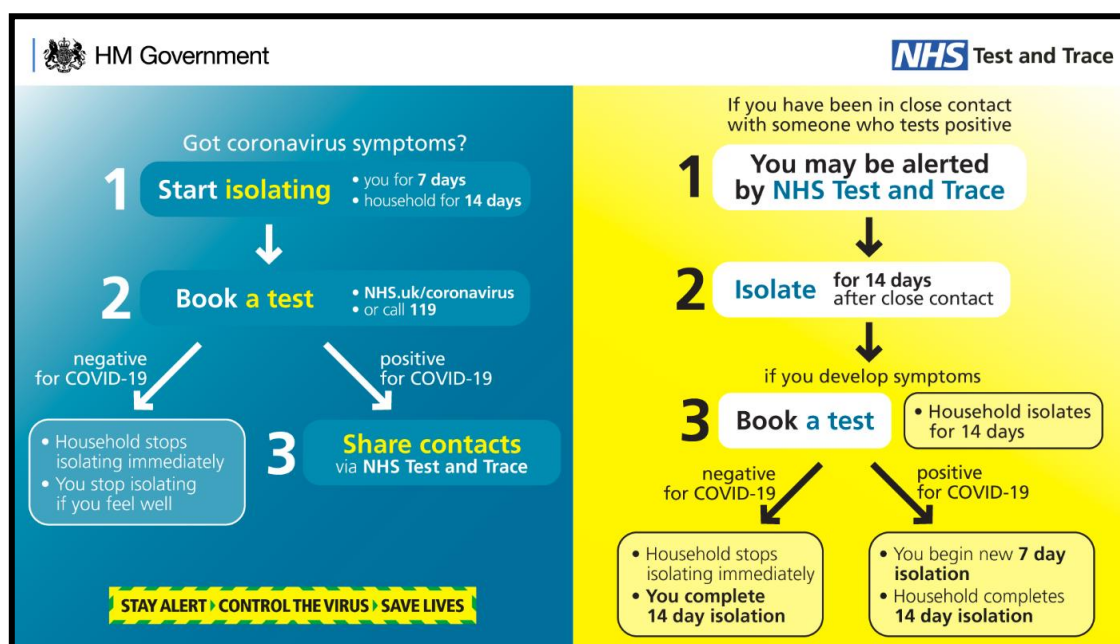 HM Government
NHS Test and Trace
Got coronavirus symptoms?
1 Start isolating
• you for 7 days
• household for 14 days
2 Book a test
• NHS.uk/coronavirus
• or call 119
negative
for COVID-19
positive
for COVID-19
• Household stops
isolating immediately
• You stop isolating
if you feel well
3 Share contacts
via NHS Test and Trace
STAY ALERT CONTROL THE VIRUS SAVE LIVES
If you have been in close contact
with someone who tests positive
1 You may be alerted
by NHS Test and Trace
2 Isolate
for 14 days
after close contact
if you develop symptoms
3 Book a test
• Household isolates
for 14 days
negative
for COVID-19
positive
for COVID-19
• Household stops
isolating immediately
• You complete
14 day isolation
• You begin new 7 day
isolation
• Household completes
14 day isolation